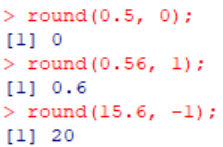 > round(0.5, 0);
[1] 0
> round(0.56, 1);
[1] 0.6
> round(15.6, -1);
[1] 20